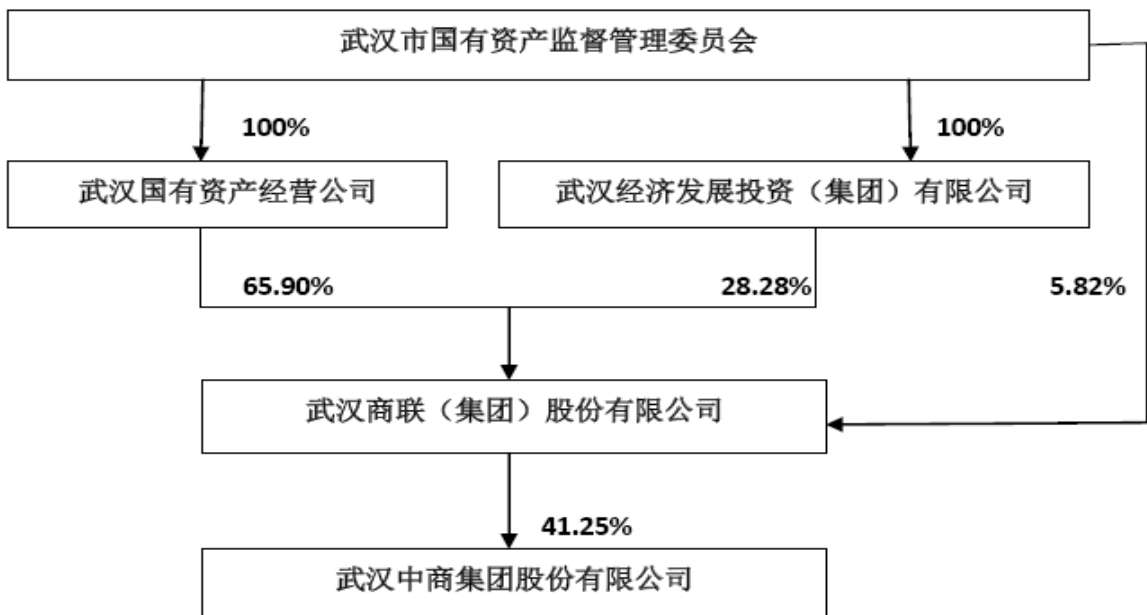 武汉市国有资产监督管理委员会
100%
100%
武汉国有资产经营公司
武汉经济发展投资（集团）有限公司
65.90%
28.28%
5.82%
武汉商联（集团）股份有限公司
41.25%
武汉中商集团股份有限公司